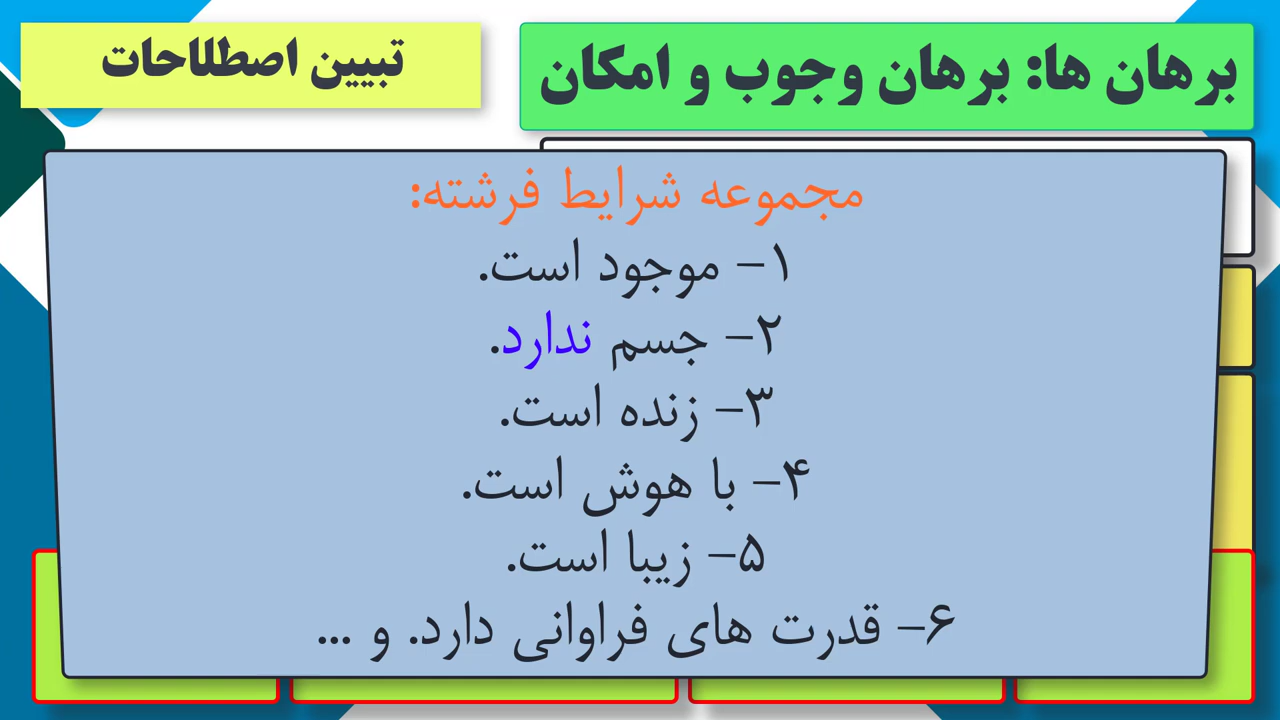 برهان ها: برهان وجوب و امکان
تبیین اصطلاحات
مجموعه شرایط فرشته:
۱- موجود است.
۲- جسم ندارد.
۳- زنده است.
۴- با هوش است.
۵- زیبا است.
۶- قدرت های فراوانی دارد. و ...